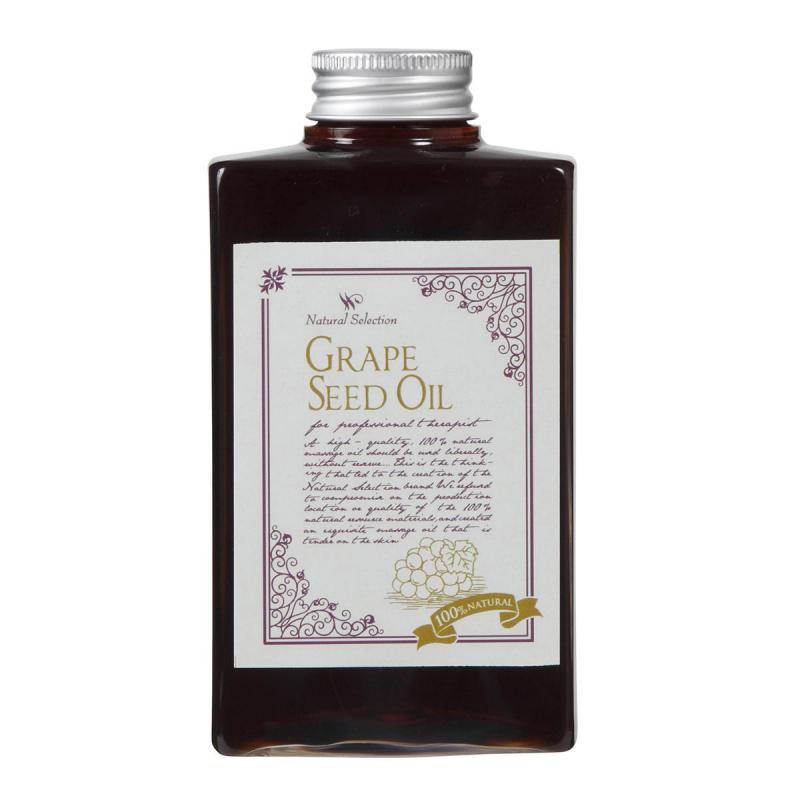 Natural Selection
GRAPE
SEED OIL
for professional therapist
A high - quality, 100% natural
massage oil should be used liberally,
without reserve... This is the think-
ing that led to the creation of the
Natural Selection brand. We refused
to compromise on the production
location or quality of the 100%
natural resource materials, and created
an exquisite massage oil that is
tender on the skin
100% NATURAL